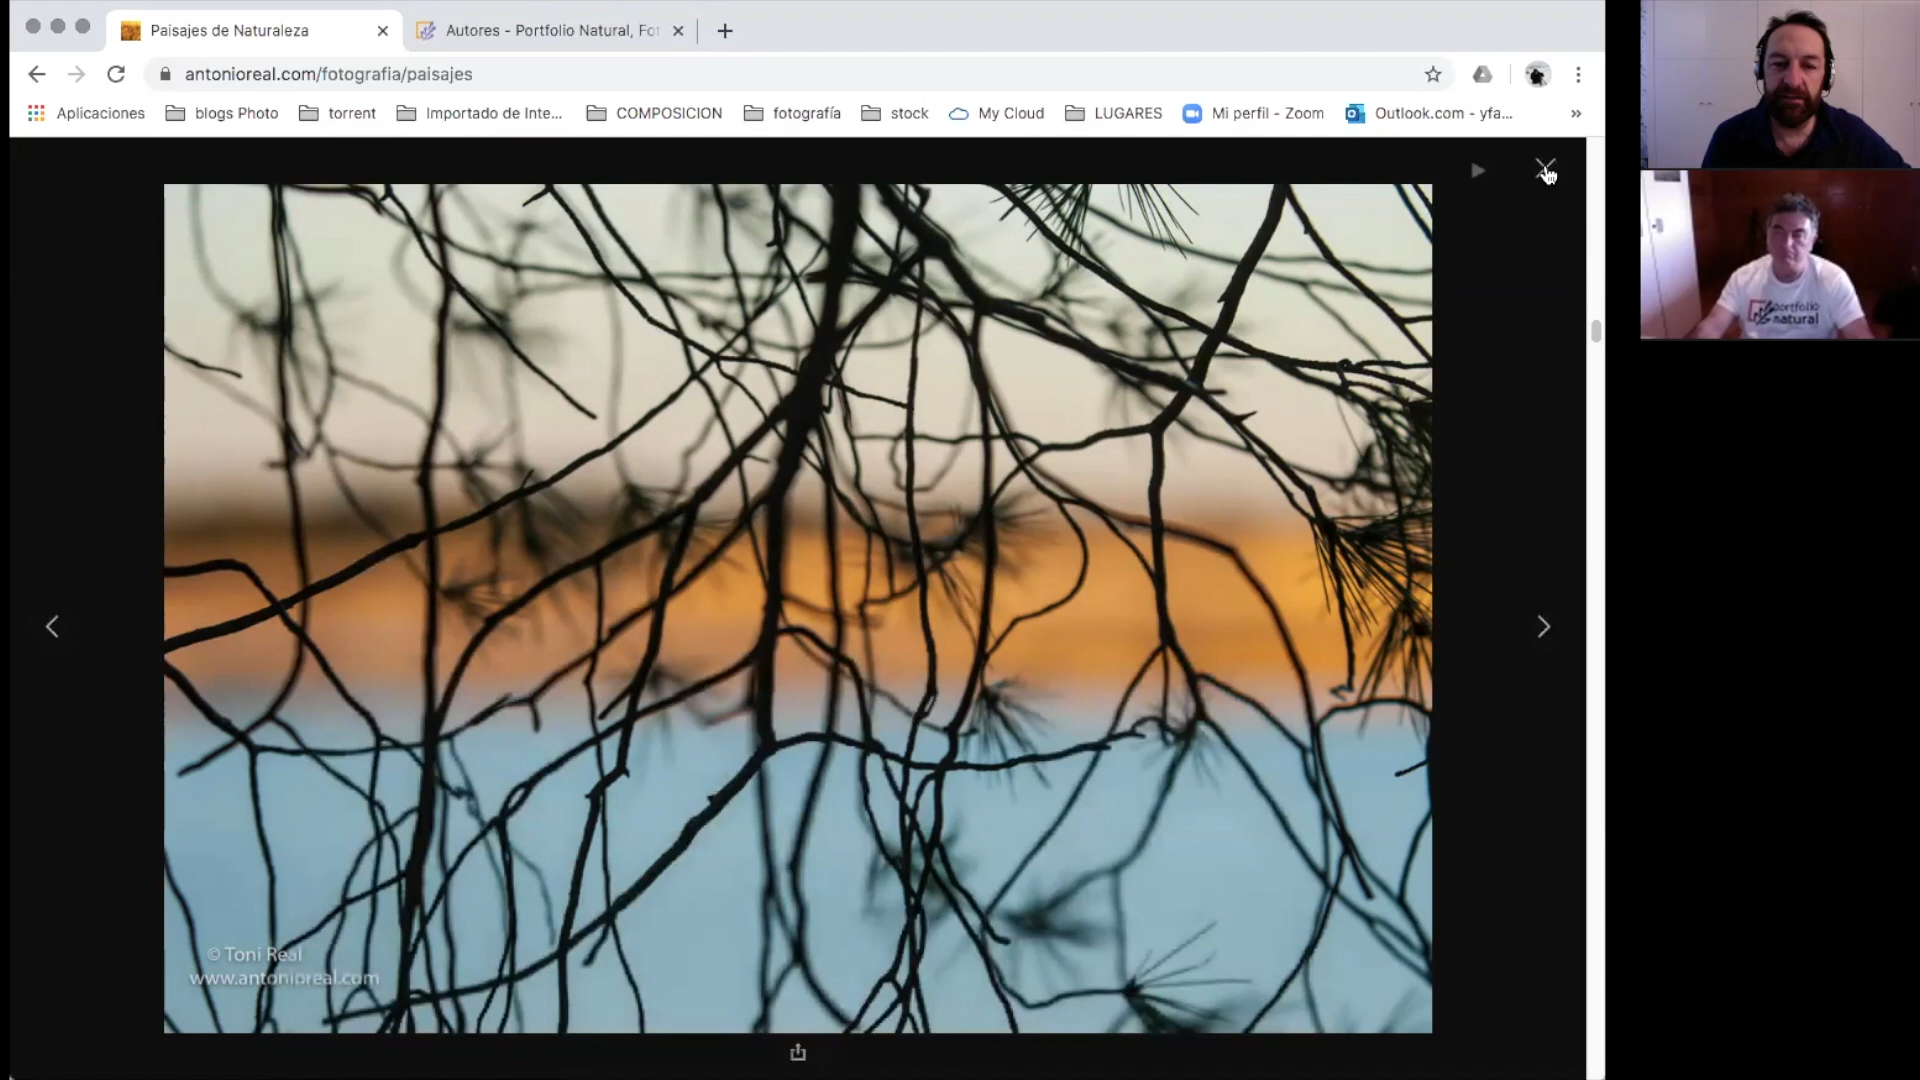 Paisajes de Naturaleza
Autores - Portfolio Natural, Fot
antonioreal.com/fotografia/paisajes
Aplicaciones
blogs Photo
torrent
Importado de Inte...
COMPOSICION
fotografía
stock
My Cloud
LUGARES
Mi perfil - Zoom
Outlook.com - yfa...
»
portfolio
natural
© Toni Real
www.antonioreal.com